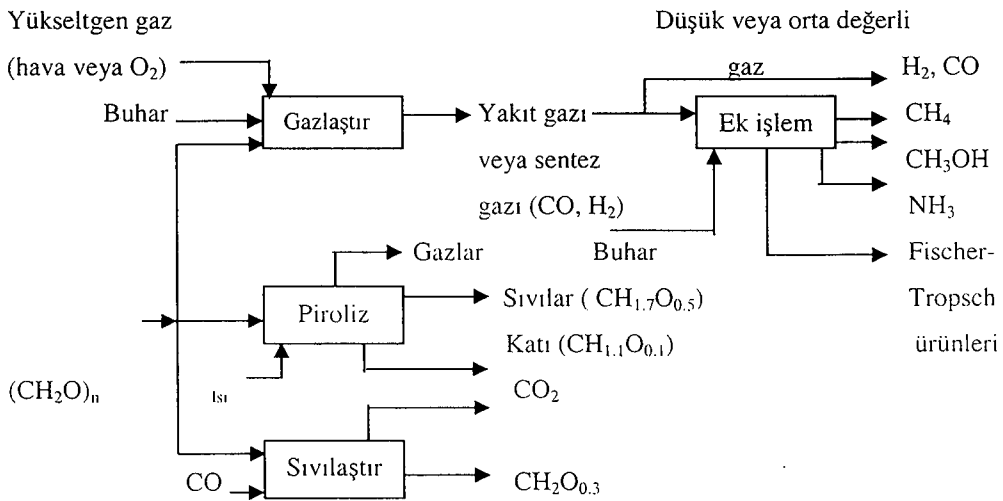 Yükseltgen gaz
(hava veya O₂)
Buhar
Gazlaştır
Yakıt gazı
veya sentez
gazı (CO, H₂)
Düşük veya orta değerli
gaz
Ek işlem
Buhar
H₂, CO
CH₄
CH₃OH
NH₃
Fischer-
Tropsch
ürünleri
(CH₂O)ₙ
Piroliz
Isı
Gazlar
Sıvılar ( CH₁.₇O₀.₅)
Katı (CH₁.₁O₀.₁)
Sıvılaştır
CO
CO₂
CH₂O₀.₃